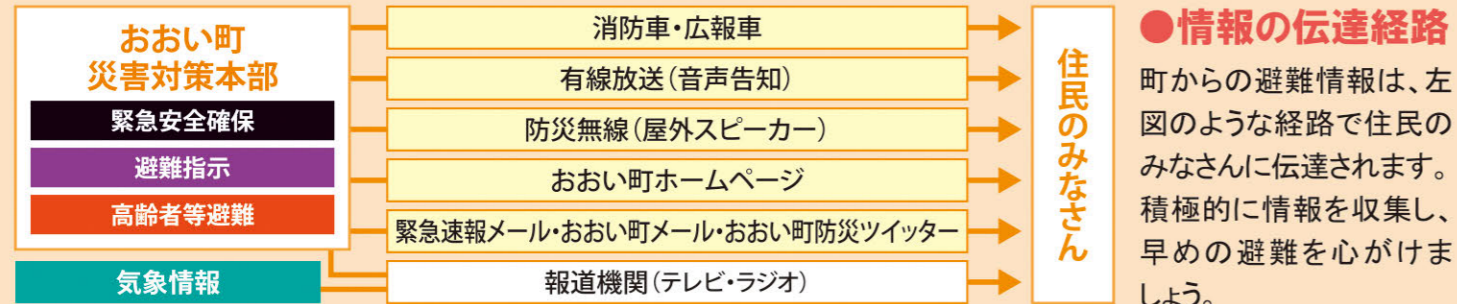 おおい町
災害対策本部
緊急安全確保
避難指示
高齢者等避難
気象情報
消防車・広報車
有線放送(音声告知)
防災無線(屋外スピーカー)
おおい町ホームページ
緊急速報メール・おおい町メール・おおい町防災ツイッター
報道機関(テレビ・ラジオ)
住民のみなさん
●情報の伝達経路
町からの避難情報は、左
図のような経路で住民の
みなさんに伝達されます。
積極的に情報を収集し、
早めの避難を心がけま
しょう。